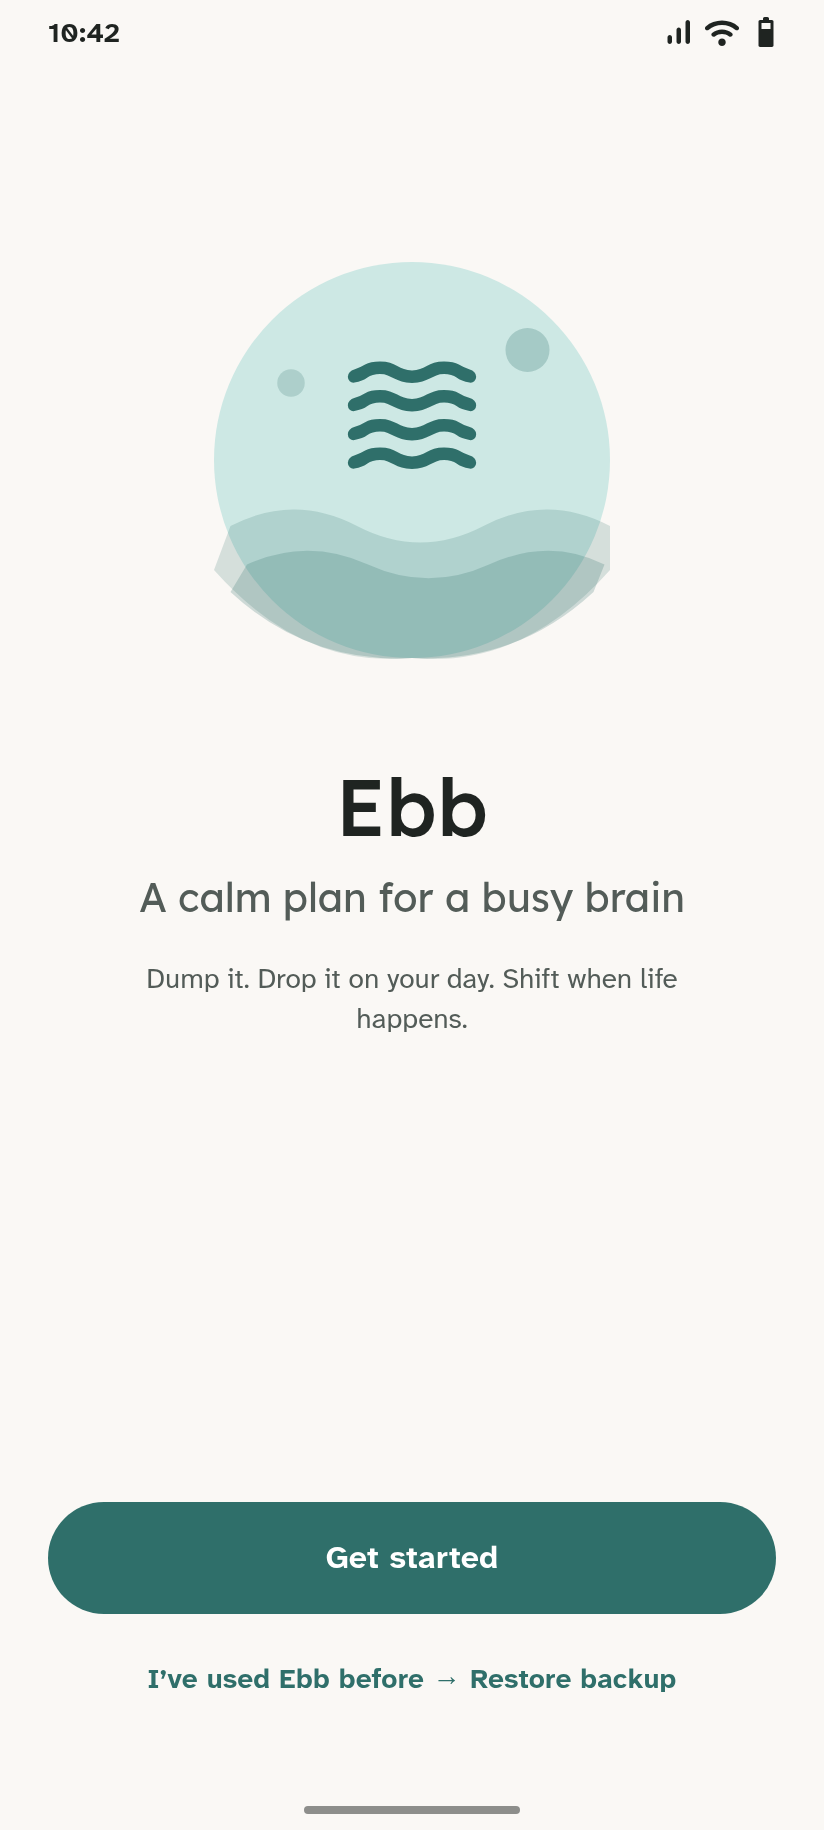 10:42
Ebb
A calm plan for a busy brain
Dump it. Drop it on your day. Shift when life
happens.
Get started
I’ve used Ebb before → Restore backup